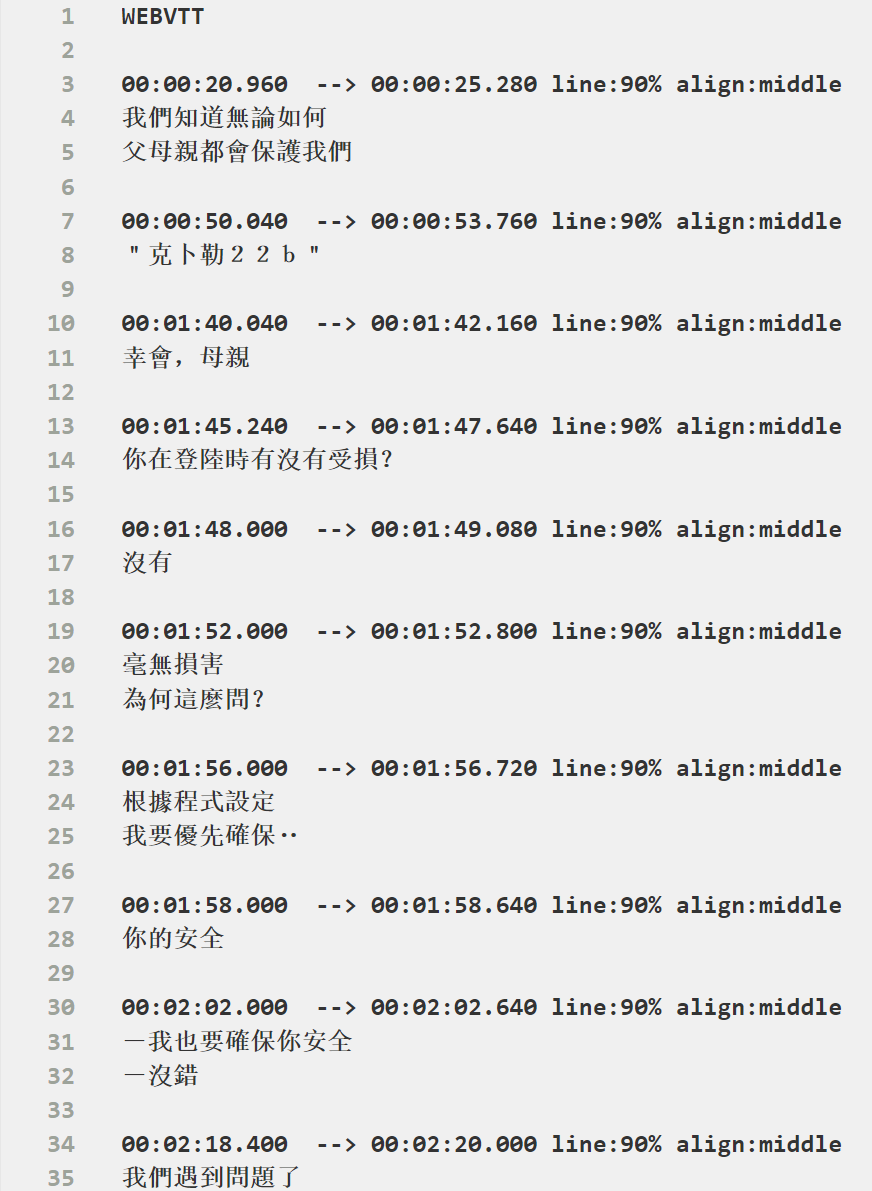 1 WEBVTT
2
3 00:00:20.960  --> 00:00:25.280 line:90% align:middle
4 我們知道無論如何
5 父母親都會保護我們
6
7 00:00:50.040  --> 00:00:53.760 line:90% align:middle
8 ＂克卜勒２２ｂ＂
9
10 00:01:40.040  --> 00:01:42.160 line:90% align:middle
11 幸會，母親
12
13 00:01:45.240  --> 00:01:47.640 line:90% align:middle
14 你在登陸時有沒有受損？
15
16 00:01:48.000  --> 00:01:49.080 line:90% align:middle
17 沒有
18
19 00:01:52.000  --> 00:01:52.800 line:90% align:middle
20 毫無損害
21 為何這麼問？
22
23 00:01:56.000  --> 00:01:56.720 line:90% align:middle
24 根據程式設定
25 我要優先確保‥
26
27 00:01:58.000  --> 00:01:58.640 line:90% align:middle
28 你的安全
29
30 00:02:02.000  --> 00:02:02.640 line:90% align:middle
31 －我也要確保你安全
32 －沒錯
33
34 00:02:18.400  --> 00:02:20.000 line:90% align:middle
35 我們遇到問題了